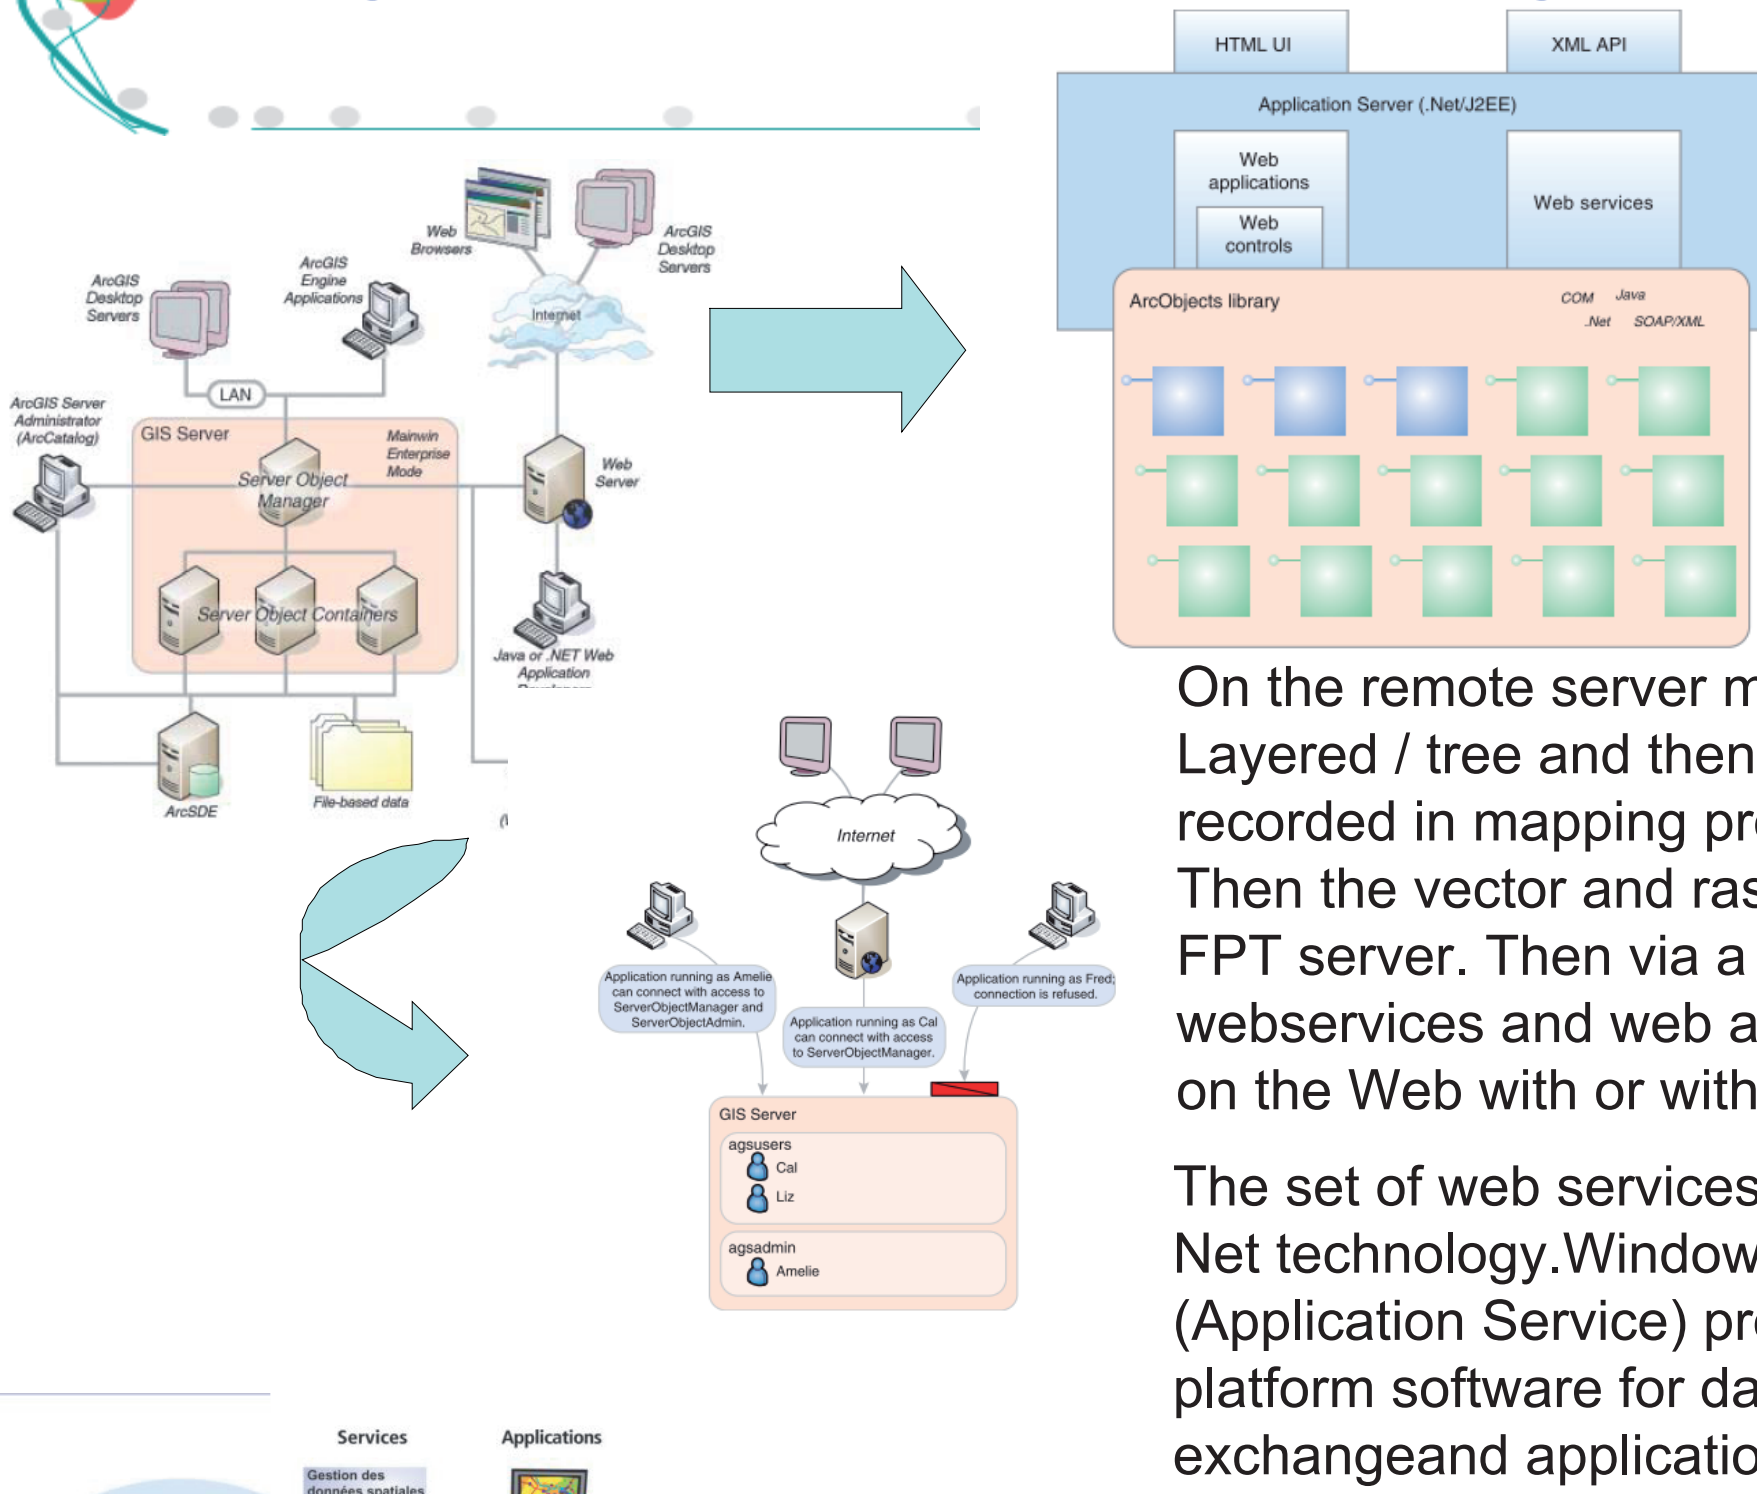 HTML UI
XML API
Application Server (.Net/J2EE)
Web
applications
Web
controls
Web services
ArcObjects library
COM Java
.Net SOAP/XML
Web
Browsers
ArcGIS
Desktop
Servers
ArcGIS
Engine
Applications
ArcGIS
Desktop
Servers
Internet
LAN
ArcGIS Server
Administrator
(ArcCatalog)
GIS Server
Mainwin
Enterprise
Mode
Server Object
Manager
Web
Server
Server Object Containers
Java or .NET Web
Application
ArcSDE
File-based data
Internet
Application running as Amelie
can connect with access to
ServerObjectManager and
ServerObjectAdmin.
Application running as Cal
can connect with access
to ServerObjectManager.
Application running as Fred;
connection is refused.
GIS Server
agsusers
Cal
Liz
agsadmin
Amelie
On the remote server
Layered / tree and then
recorded in mapping
Then the vector and
FPT server. Then via a
webservices and web
on the Web with or
The set of web services
Net technology.
(Application Service)
platform software for
exchangeand
Services
Applications
Gestion des
données spatiales